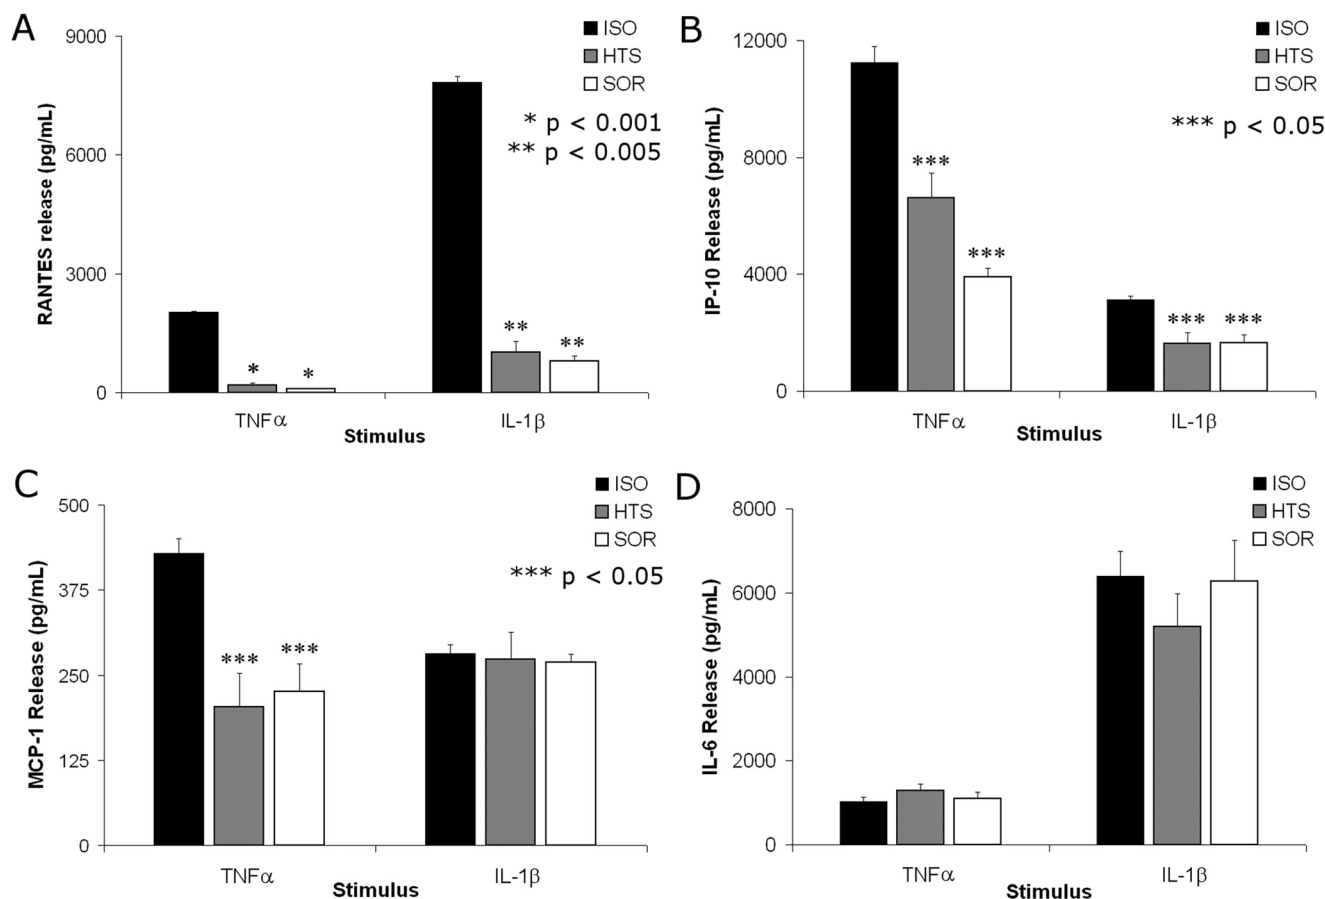 A
9000
6000
3000
0
RANTES release (pg/mL)
ISO
HTS
SOR
* p < 0.001
** p < 0.005
*
*
**
**
TNFα
IL-1β
Stimulus
B
12000
8000
4000
0
IP-10 Release (pg/mL)
ISO
HTS
SOR
*** p < 0.05
***
***
***
***
TNFα
IL-1β
Stimulus
C
500
375
250
125
0
MCP-1 Release (pg/mL)
ISO
HTS
SOR
*** p < 0.05
***
***
TNFα
IL-1β
Stimulus
D
8000
6000
4000
2000
0
IL-6 Release (pg/mL)
ISO
HTS
SOR
TNFα
IL-1β
Stimulus